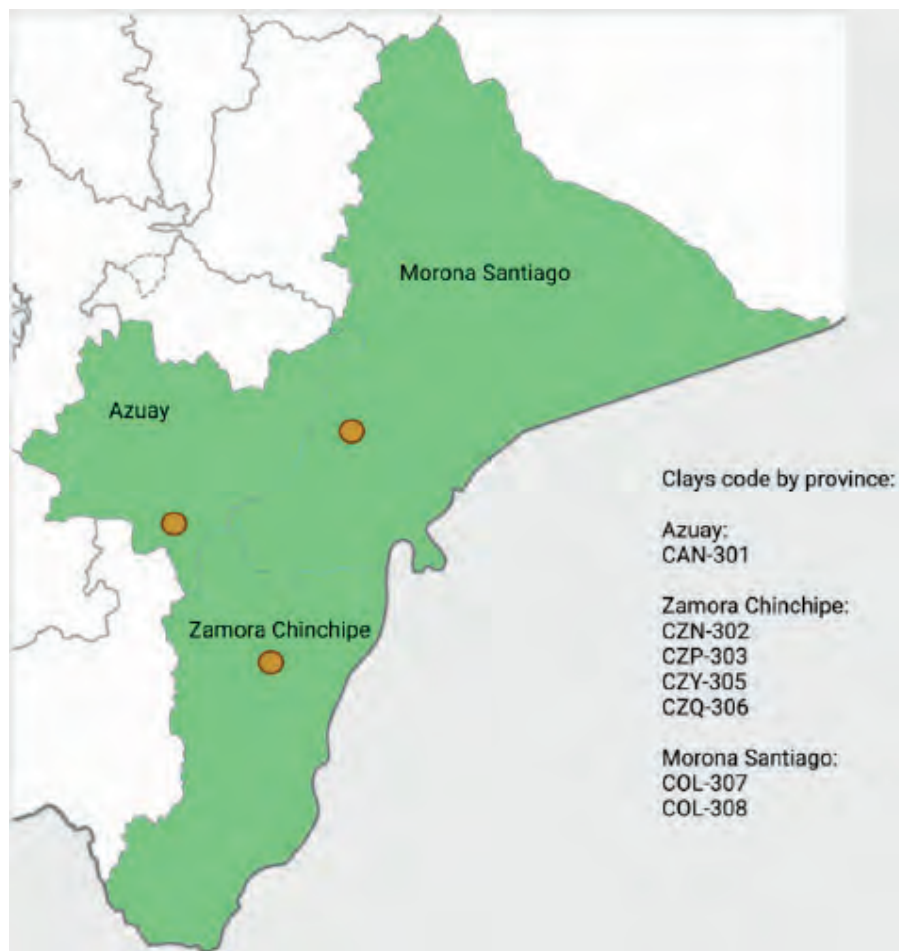 Morona Santiago
Azuay
Zamora Chinchipe
Clays code by province:
Azuay:
CAN-301
Zamora Chinchipe:
CZN-302
CZP-303
CZY-305
CZQ-306
Morona Santiago:
COL-307
COL-308